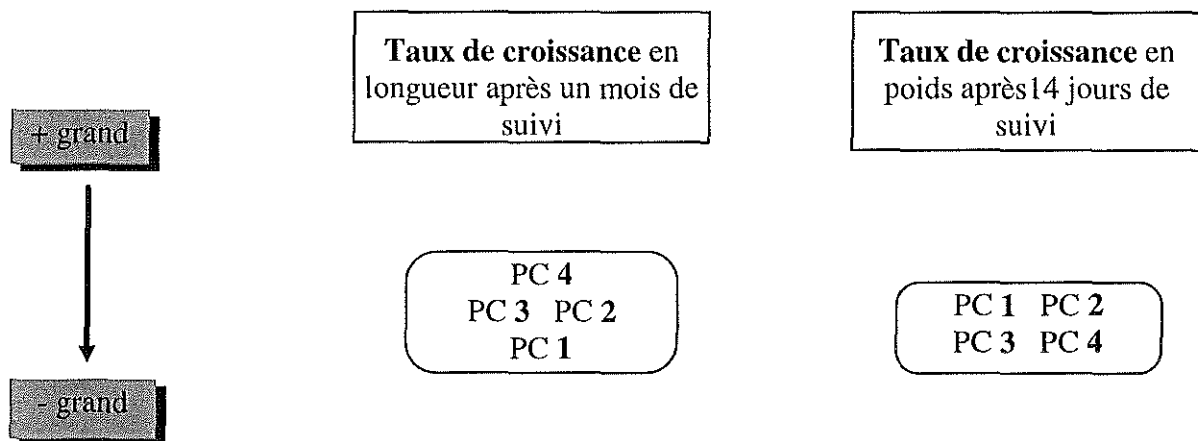 Taux de croissance en
longueur après un mois de
suivi
Taux de croissance en
poids après14 jours de
suivi
+ grand
PC 4
PC 3 PC 2
PC 1
PC 1 PC 2
PC 3 PC 4
- grand